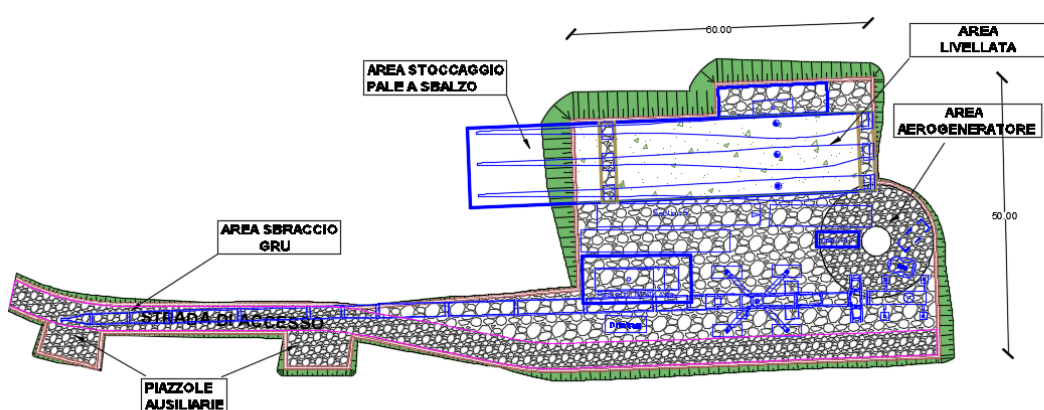 60.00
AREA
LIVELLATA
AREA STOCCAGGIO
PALE A SBALZO
AREA
AEROGENERATORE
50.00
AREA SBRACCIO
GRU
STRADA DI ACCESSO
PIAZZOLE
AUSILIARIE